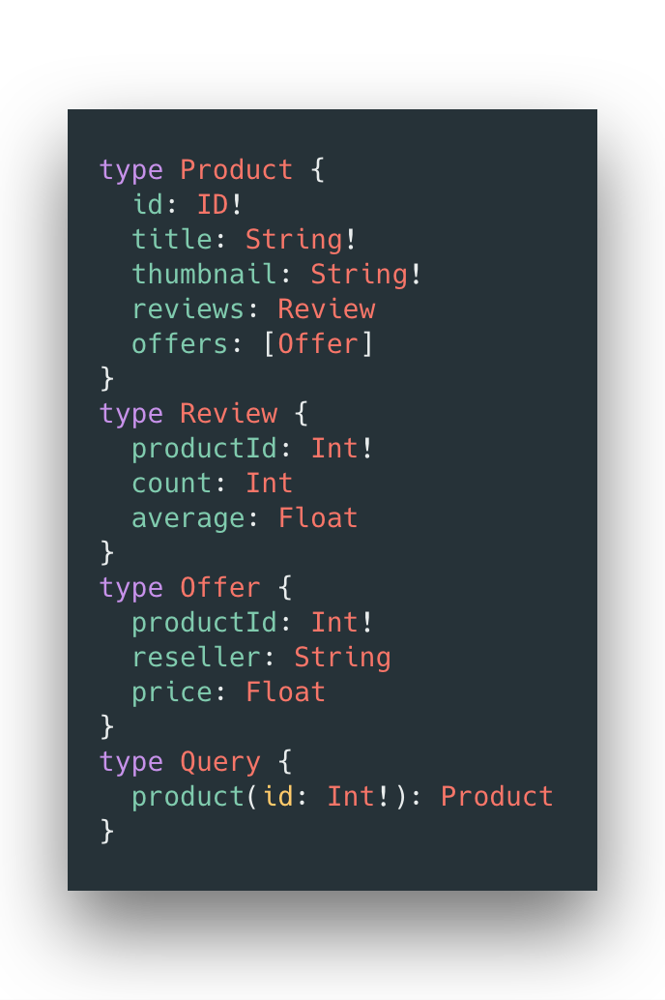 type Product {
  id: ID!
  title: String!
  thumbnail: String!
  reviews: Review
  offers: [Offer]
}
type Review {
  productId: Int!
  count: Int
  average: Float
}
type Offer {
  productId: Int!
  reseller: String
  price: Float
}
type Query {
  product(id: Int!): Product
}